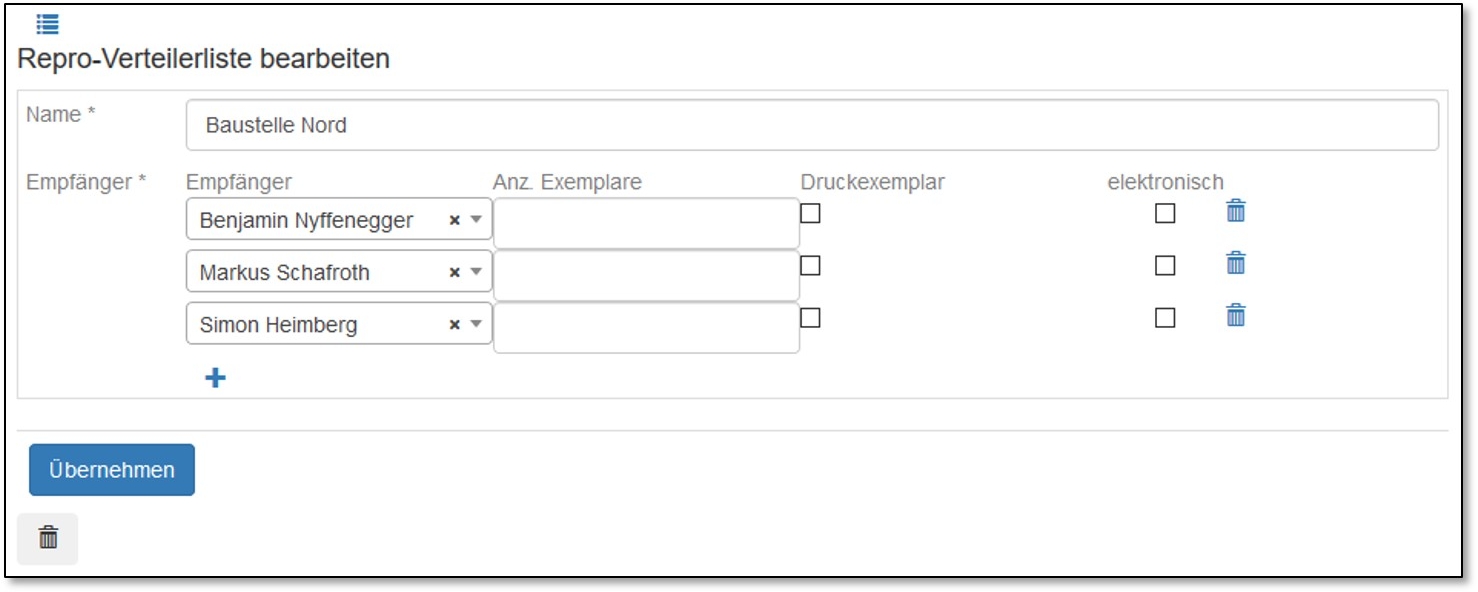 Repro-Verteilerliste bearbeiten
Name * Baustelle Nord
Empfänger * Empfänger Anz. Exemplare Druckexemplar elektronisch
Benjamin Nyffenegger
Markus Schafroth
Simon Heimberg
Übernehmen